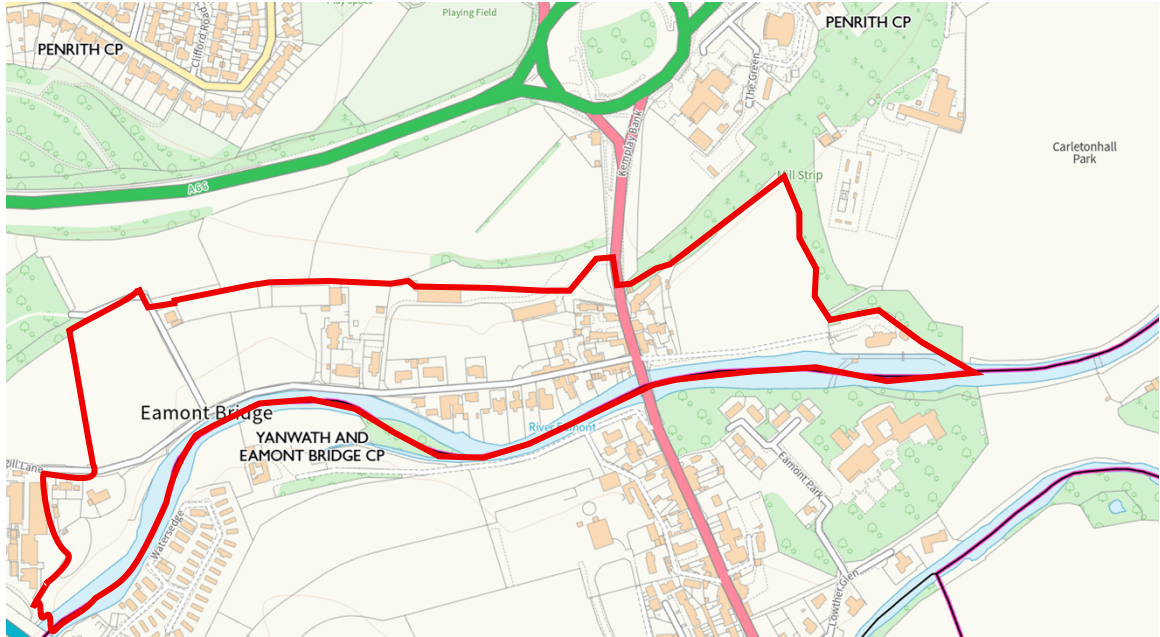 Playing Field
PENRITH CP
PENRITH CP
Clifford Road
The Green
Kemplay Bank
Carletonhall
Park
Mill Strip
A66
Eamont Bridge
YANWATH AND
EAMONT BRIDGE CP
River Eamont
Lane
Eamont Park
Watersedge
Lowther Glen